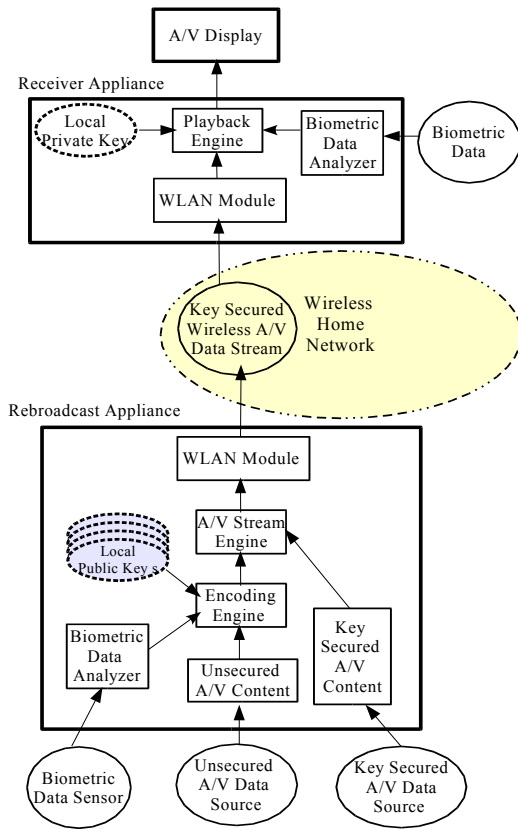 A/V Display
Receiver Appliance
Local
Private Key
Playback
Engine
Biometric
Data
Analyzer
Biometric
Data
WLAN Module
Key Secured
Wireless A/V
Data Stream
Wireless
Home
Network
Rebroadcast Appliance
WLAN Module
A/V Stream
Engine
Local
Public Key s
Encoding
Engine
Biometric
Data
Analyzer
Unsecured
A/V Content
Key
Secured
A/V
Content
Biometric
Data Sensor
Unsecured
A/V Data
Source
Key Secured
A/V Data
Source